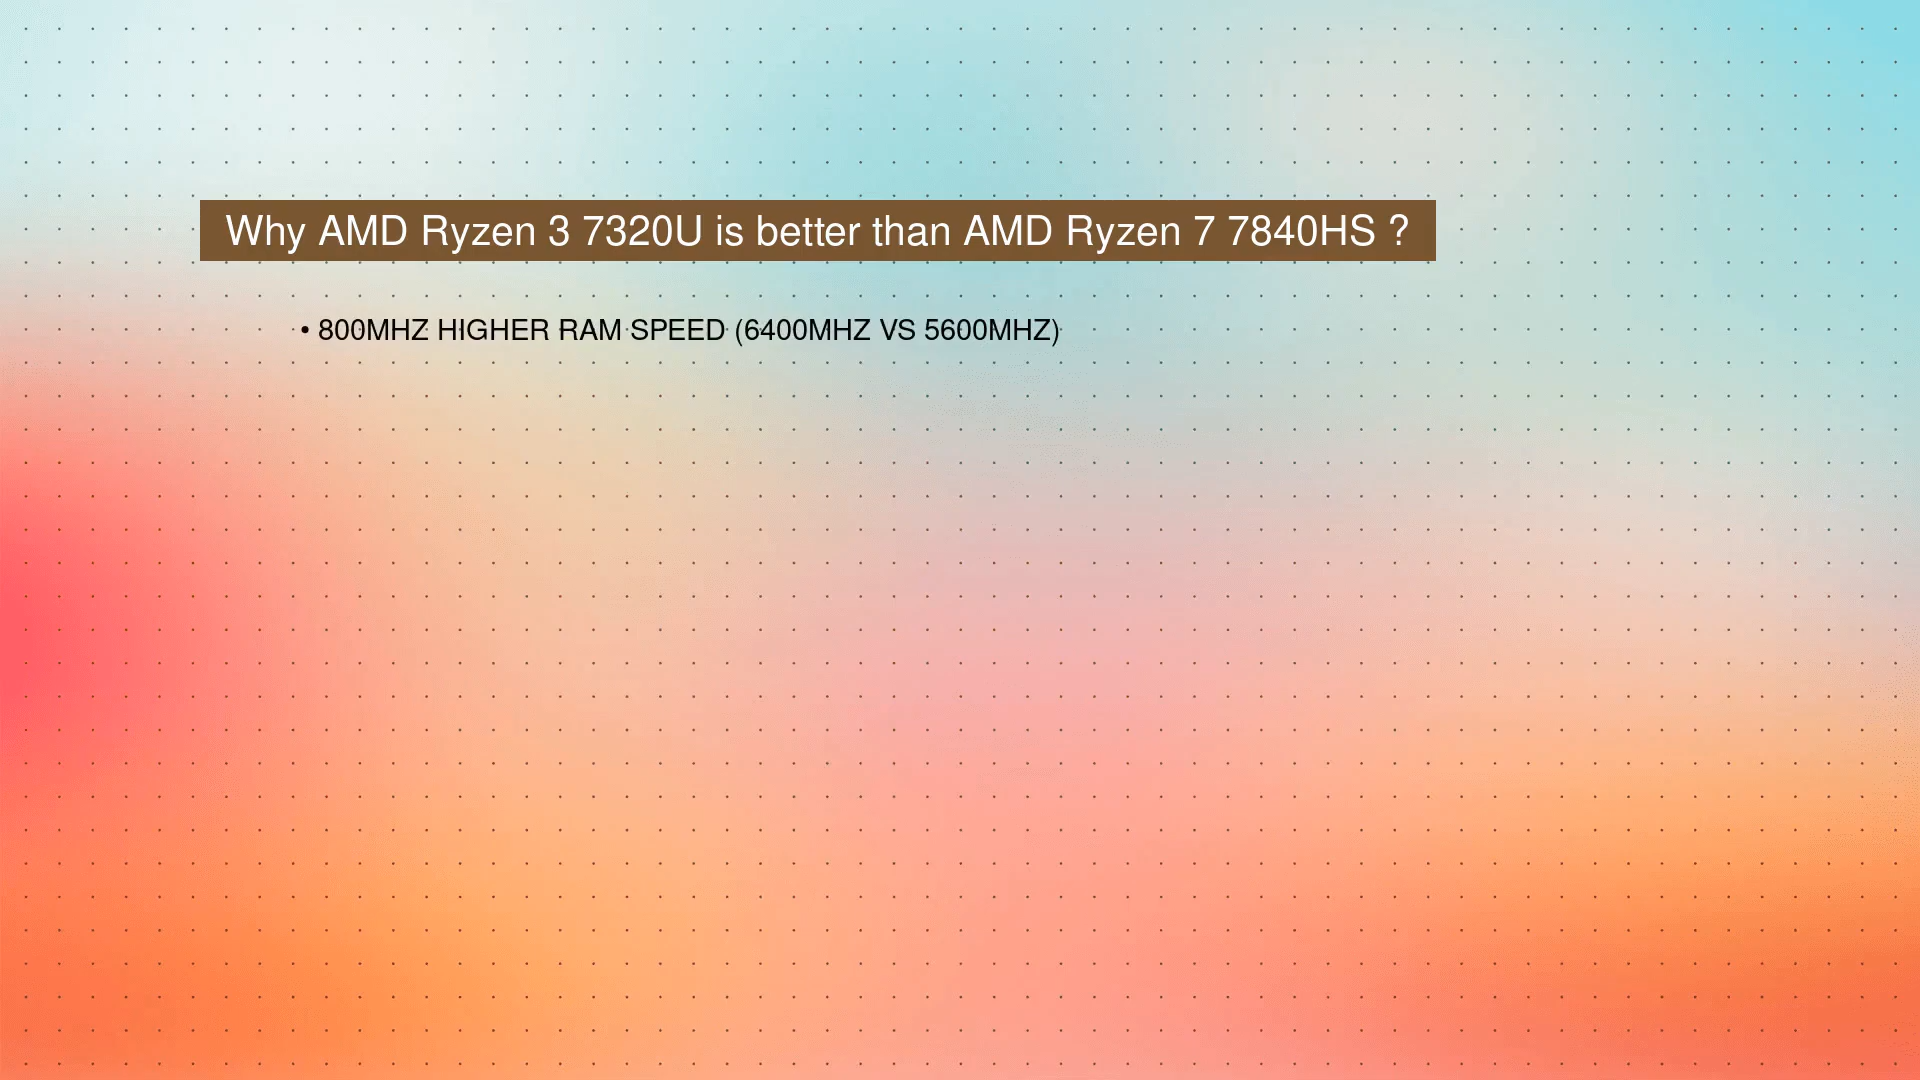 Why AMD Ryzen 3 7320U is better than AMD Ryzen 7 7840HS ?
• 800MHZ HIGHER RAM SPEED (6400MHZ VS 5600MHZ)